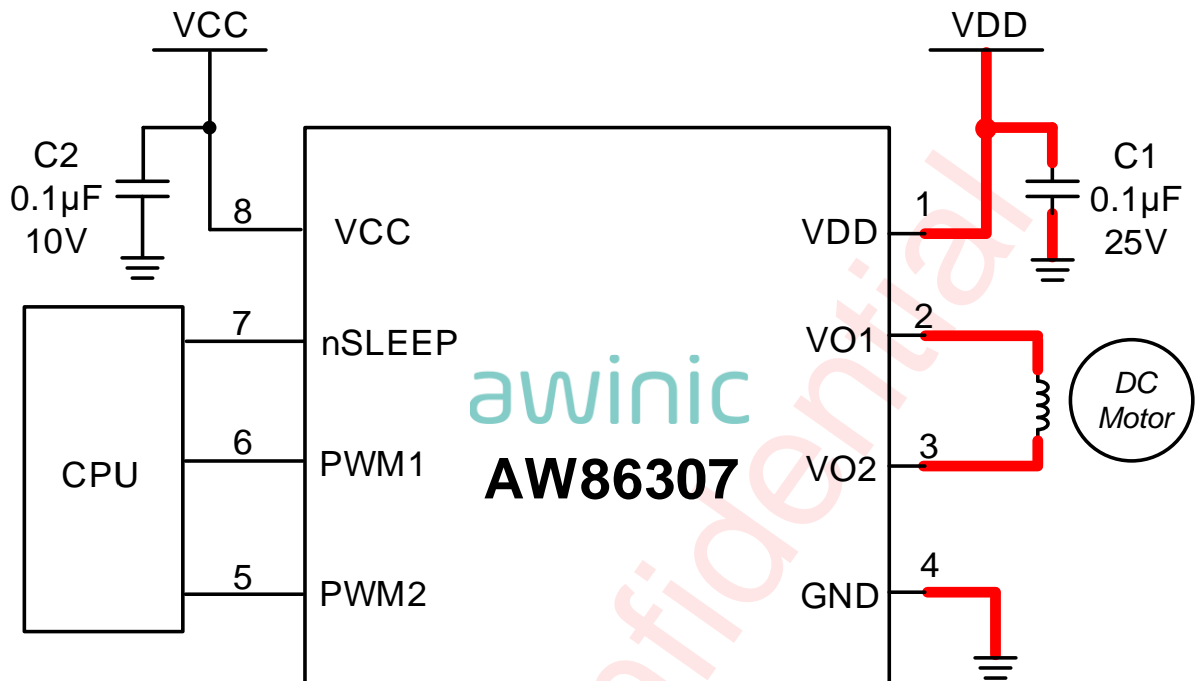 VCC
VDD
C2
0.1µF
10V
C1
0.1µF
25V
8
VCC
VDD
1
7
nSLEEP
VO1
2
awinic
AW86307
DC
Motor
CPU
6
PWM1
VO2
3
5
PWM2
GND
4
nfidential